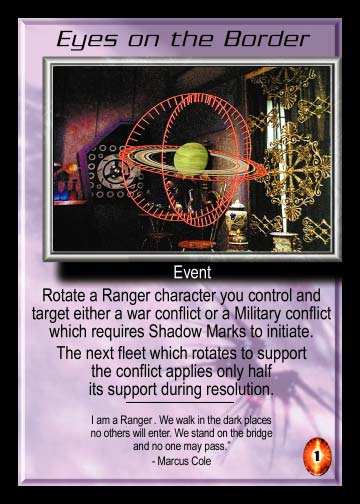 Eyes on the Border
Event
Rotate a Ranger character you control and
target either a war conflict or a Military conflict
which requires Shadow Marks to initiate.
The next fleet which rotates to support
the conflict applies only half
its support during resolution.
I am a Ranger . We walk in the dark places
no others will enter. We stand on the bridge
and no one may pass."
- Marcus Cole
1